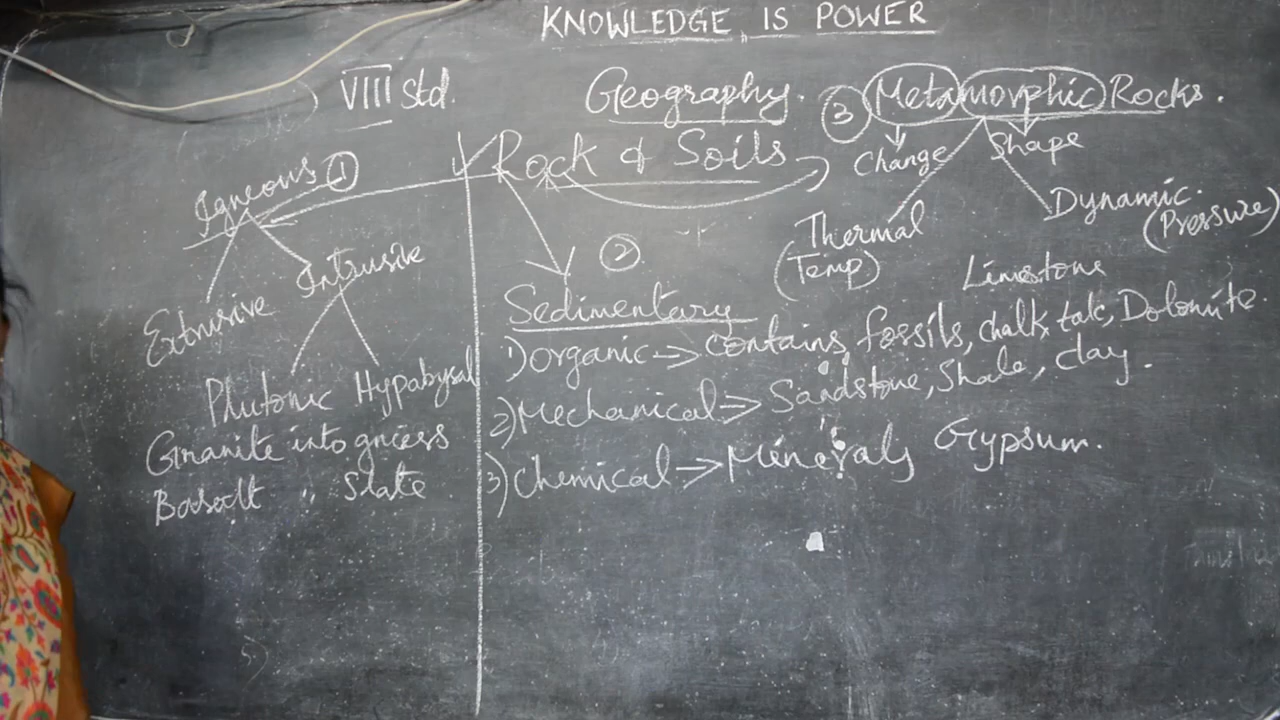 KNOWLEDGE IS POWER
VIII Std.
Geography.
Rock & Soils
Igneous ①
Extrusive
Intrusive
Plutonic Hypabysal
Granite into gneiss
Basalt " Slate
②
Sedimentary
Limestone
1) Organic => contains, fossils, chalk, talc, Dolomite.
2) Mechanical => Sandstone, Shale, clay.
3) Chemical => Minerals Gypsum.
③ Metamorphic Rocks.
Change Shape
Thermal
(Temp)
Dynamic
(Pressure)